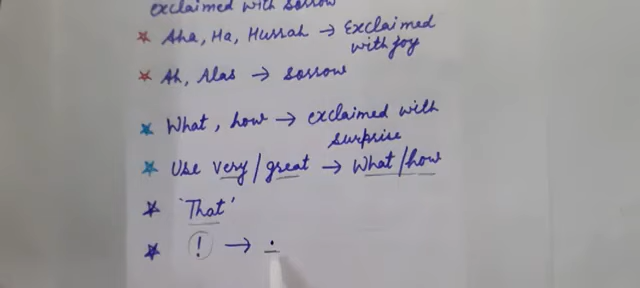 exclaimed with sorrow
* Aha, Ha, Hurrah → Exclaimed
with joy
* Ah, Alas → sorrow
* What, how → exclaimed with
surprise
* Use very/great → What/how
* 'That'
* ! → .